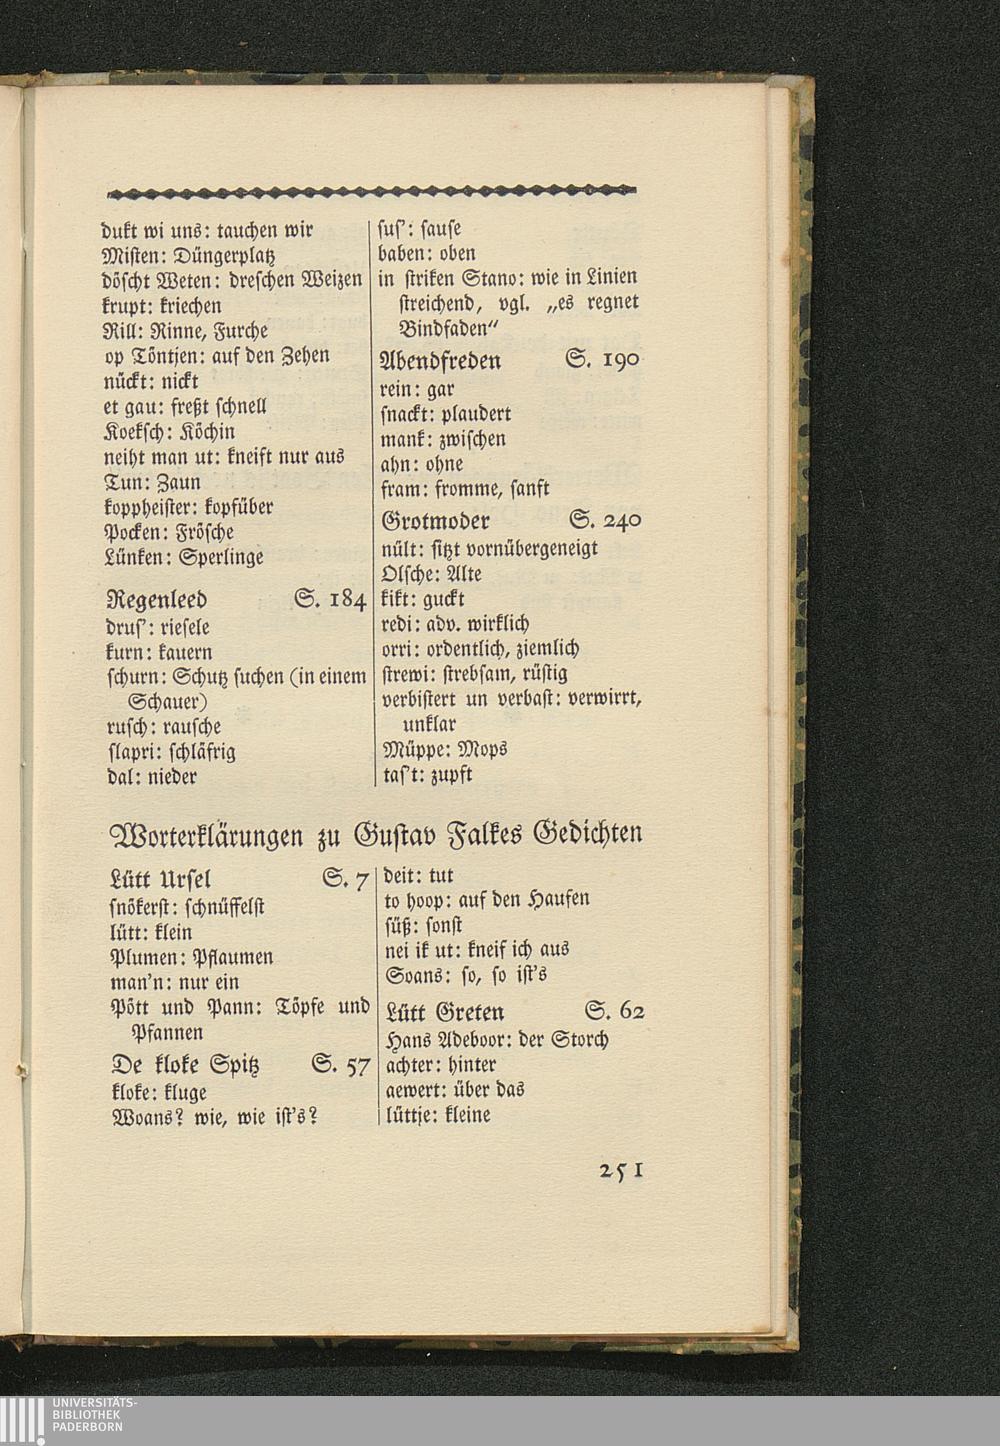 dukt wi uns: tauchen wir
Misten: Düngerplatz
döscht Weten: dreschen Weizen
krupt: kriechen
Rill: Rinne, Furche
op Töntjen: auf den Zehen
nückt: nickt
et gau: freßt schnell
Koeksch: Köchin
neiht man ut: kneift nur aus
Tun: Zaun
koppheister: kopfüber
Pocken: Frösche
Lünken: Sperlinge
Regenleed S. 184
drus': riesele
kurn: kauern
schurn: Schutz suchen (in einem
Schauer)
rusch: rausche
slapri: schläfrig
dal: nieder
sus': sause
baben: oben
in striken Stano: wie in Linien
streichend, vgl. „es regnet
Bindfaden“
Abendfreden S. 190
rein: gar
snackt: plaudert
mank: zwischen
ahn: ohne
fram: fromme, sanft
Grotmoder S. 240
nült: sitzt vornübergeneigt
Olsche: Alte
kikt: guckt
redi: adv. wirklich
orri: ordentlich, ziemlich
strewi: strebsam, rüstig
verbistert un verbast: verwirrt,
unklar
Müppe: Mops
tas't: zupft
Worterklärungen zu Gustav Falkes Gedichten
Lütt Ursel S. 7
snökerst: schnüffelst
lütt: klein
Plumen: Pflaumen
man'n: nur ein
Pött und Pann: Töpfe und
Pfannen
De kloke Spitz S. 57
kloke: kluge
Woans? wie, wie ist's?
deit: tut
to hoop: auf den Haufen
süß: sonst
nei ik ut: kneif ich aus
Soans: so, so ist's
Lütt Greten S. 62
Hans Adeboor: der Storch
achter: hinter
aewert: über das
lüttje: kleine
251
UNIVERSITÄTS-
BIBLIOTHEK
PADERBORN